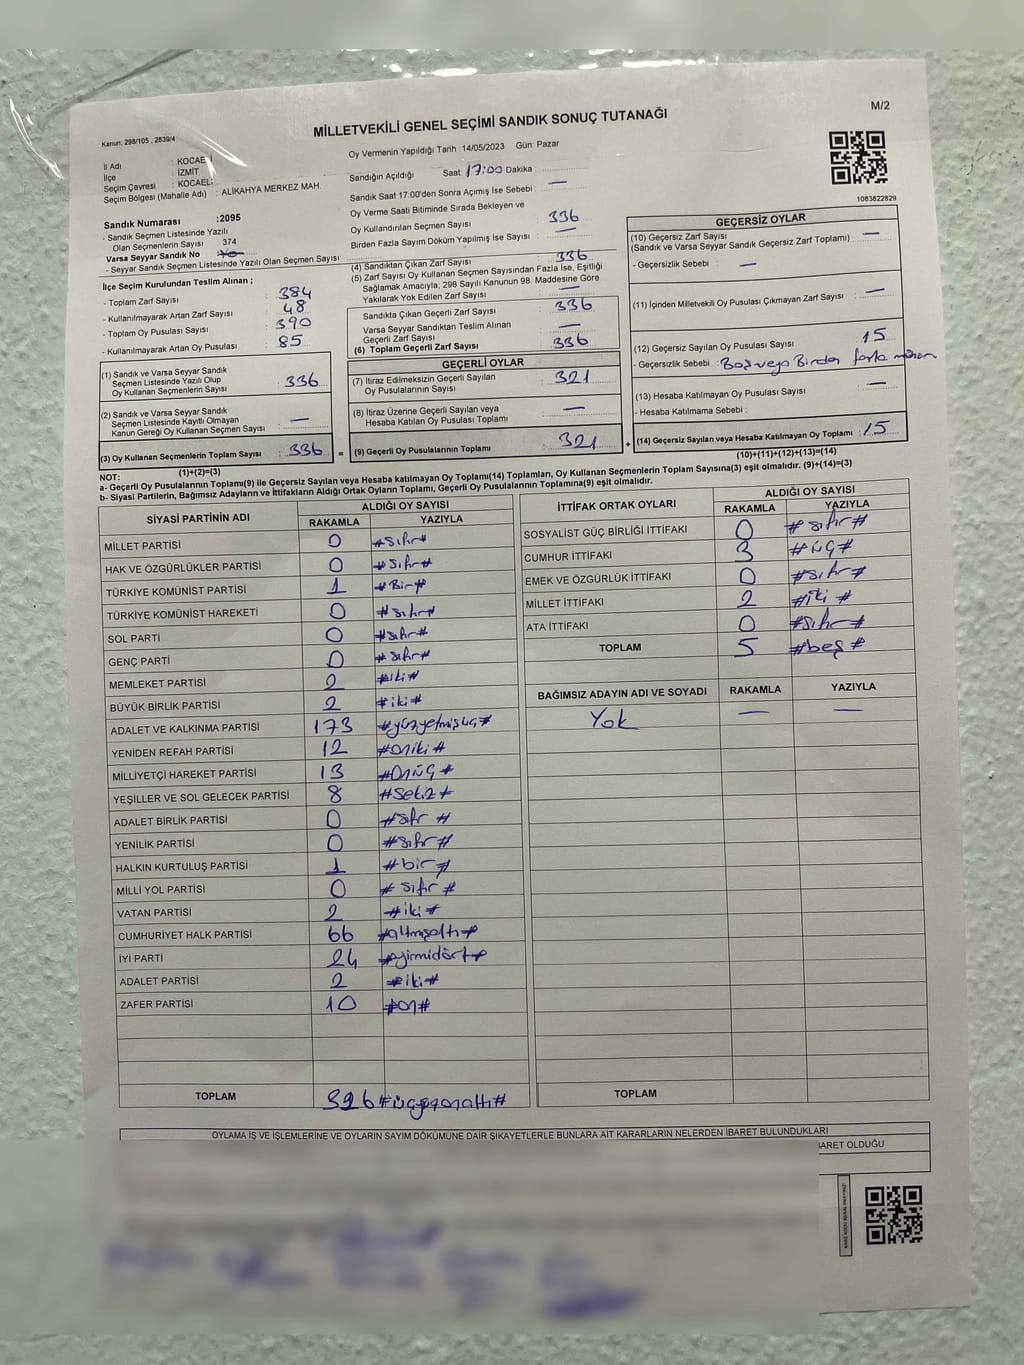 M/2
Kanun: 298/105 , 2839/4
MİLLETVEKİLİ GENEL SEÇİMİ SANDIK SONUÇ TUTANAĞI
İl Adı : KOCAELİ
İlçe : İZMİT
Seçim Çevresi : KOCAELİ
Seçim Bölgesi (Mahalle Adı) : ALİKAHYA MERKEZ MAH.
Sandık Numarası :2095
- Sandık Seçmen Listesinde Yazılı
Olan Seçmenlerin Sayısı 374
Varsa Seyyar Sandık No
- Seyyar Sandık Seçmen Listesinde Yazılı Olan Seçmen Sayısı:
İlçe Seçim Kurulundan Teslim Alınan ;
- Toplam Zarf Sayısı : 384
- Kullanılmayarak Artan Zarf Sayısı : 48
- Toplam Oy Pusulası : 390
- Kullanılmayarak Artan Oy Pusulası : 85
(1) Sandık ve Varsa Seyyar Sandık
Seçmen Listesinde Yazılı Olup
Oy Kullanan Seçmenlerin Sayısı : 336
(2) Sandık ve Varsa Seyyar Sandık
Seçmen Listesinde Kayıtlı Olmayan
Kanun Gereği Oy Kullanan Seçmen Sayısı : —
(3) Oy Kullanan Seçmenlerin Toplam Sayısı : 336
(1)+(2)=(3)
Oy Vermenin Yapıldığı Tarih :14/05/2023 Gün: Pazar
Sandığın Açıldığı Saat: 17:00 Dakika :
Sandık Saat 17:00'den Sonra Açılmış İse Sebebi : —
Oy Verme Saati Bitiminde Sırada Bekleyen ve
Oy Kullandırılan Seçmen Sayısı : 336
Birden Fazla Sayım Döküm Yapılmış İse Sayısı : —
(4) Sandıktan Çıkan Zarf Sayısı : 336
(5) Zarf Sayısı Oy Kullanan Seçmen Sayısından Fazla İse, Eşitliği
Sağlamak Amacıyla, 298 Sayılı Kanunun 98. Maddesine Göre
Yakılarak Yok Edilen Zarf Sayısı : —
Sandıkta Çıkan Geçerli Zarf Sayısı : 336
Varsa Seyyar Sandıktan Teslim Alınan
Geçerli Zarf Sayısı : —
(6) Toplam Geçerli Zarf Sayısı : 336
GEÇERLİ OYLAR
(7) İtiraz Edilmeksizin Geçerli Sayılan
Oy Pusulalarının Sayısı : 321
(8) İtiraz Üzerine Geçerli Sayılan veya
Hesaba Katılan Oy Pusulası Toplamı : —
= (9) Geçerli Oy Pusulalarının Toplamı : 321 +
1083822829
GEÇERSİZ OYLAR
(10) Geçersiz Zarf Sayısı
(Sandık ve Varsa Seyyar Sandık Geçersiz Zarf Toplamı) : —
- Geçersizlik Sebebi : —
(11) İçinden Milletvekili Oy Pusulası Çıkmayan Zarf Sayısı : —
(12) Geçersiz Sayılan Oy Pusulası Sayısı : 15
- Geçersizlik Sebebi : Boş veya Birden fazla mühür
(13) Hesaba Katılmayan Oy Pusulası Sayısı : —
- Hesaba Katılmama Sebebi :
(14) Geçersiz Sayılan veya Hesaba Katılmayan Oy Toplamı : 15
(10)+(11)+(12)+(13)=(14)
NOT:
a- Geçerli Oy Pusulalarının Toplamı(9) ile Geçersiz Sayılan veya Hesaba katılmayan Oy Toplamı(14) Toplamları, Oy Kullanan Seçmenlerin Toplam Sayısına(3) eşit olmalıdır. (9)+(14)=(3)
b- Siyasi Partilerin, Bağımsız Adayların ve İttifakların Aldığı Ortak Oyların Toplamı, Geçerli Oy Pusulalarının Toplamına(9) eşit olmalıdır.
SİYASİ PARTİNİN ADI ALDIĞI OY SAYISI
RAKAMLA YAZIYLA
MİLLET PARTİSİ 0 #sıfır#
HAK VE ÖZGÜRLÜKLER PARTİSİ 0 #sıfır#
TÜRKİYE KOMÜNİST PARTİSİ 1 #Bir#
TÜRKİYE KOMÜNİST HAREKETİ 0 #sıfır#
SOL PARTİ 0 #sıfır#
GENÇ PARTİ 0 #sıfır#
MEMLEKET PARTİSİ 2 #iki#
BÜYÜK BİRLİK PARTİSİ 2 #iki#
ADALET VE KALKINMA PARTİSİ 173 #yüzyetmişüç#
YENİDEN REFAH PARTİSİ 12 #oniki#
MİLLİYETÇİ HAREKET PARTİSİ 13 #Onüç#
YEŞİLLER VE SOL GELECEK PARTİSİ 8 #Sekiz#
ADALET BİRLİK PARTİSİ 0 #sıfır#
YENİLİK PARTİSİ 0 #sıfır#
HALKIN KURTULUŞ PARTİSİ 1 #bir#
MİLLİ YOL PARTİSİ 0 #sıfır#
VATAN PARTİSİ 2 #iki#
CUMHURİYET HALK PARTİSİ 66 #altmışaltı#
İYİ PARTİ 24 #yirmidört#
ADALET PARTİSİ 2 #iki#
ZAFER PARTİSİ 10 #on#
TOPLAM 316 #üçyüzonaltı#
İTTİFAK ORTAK OYLARI ALDIĞI OY SAYISI
RAKAMLA YAZIYLA
SOSYALİST GÜÇ BİRLİĞİ İTTİFAKI 0 #sıfır#
CUMHUR İTTİFAKI 3 #üç#
EMEK VE ÖZGÜRLÜK İTTİFAKI 0 #sıfır#
MİLLET İTTİFAKI 2 #iki#
ATA İTTİFAKI 0 #sıfır#
TOPLAM 5 #beş#
BAĞIMSIZ ADAYIN ADI VE SOYADI RAKAMLA YAZIYLA
Yok — —
TOPLAM
OYLAMA İŞ VE İŞLEMLERİNE VE OYLARIN SAYIM DÖKÜMÜNE DAİR ŞİKAYETLERLE BUNLARA AİT KARARLARIN NELERDEN İBARET BULUNDUKLARI
İBARET OLDUĞU